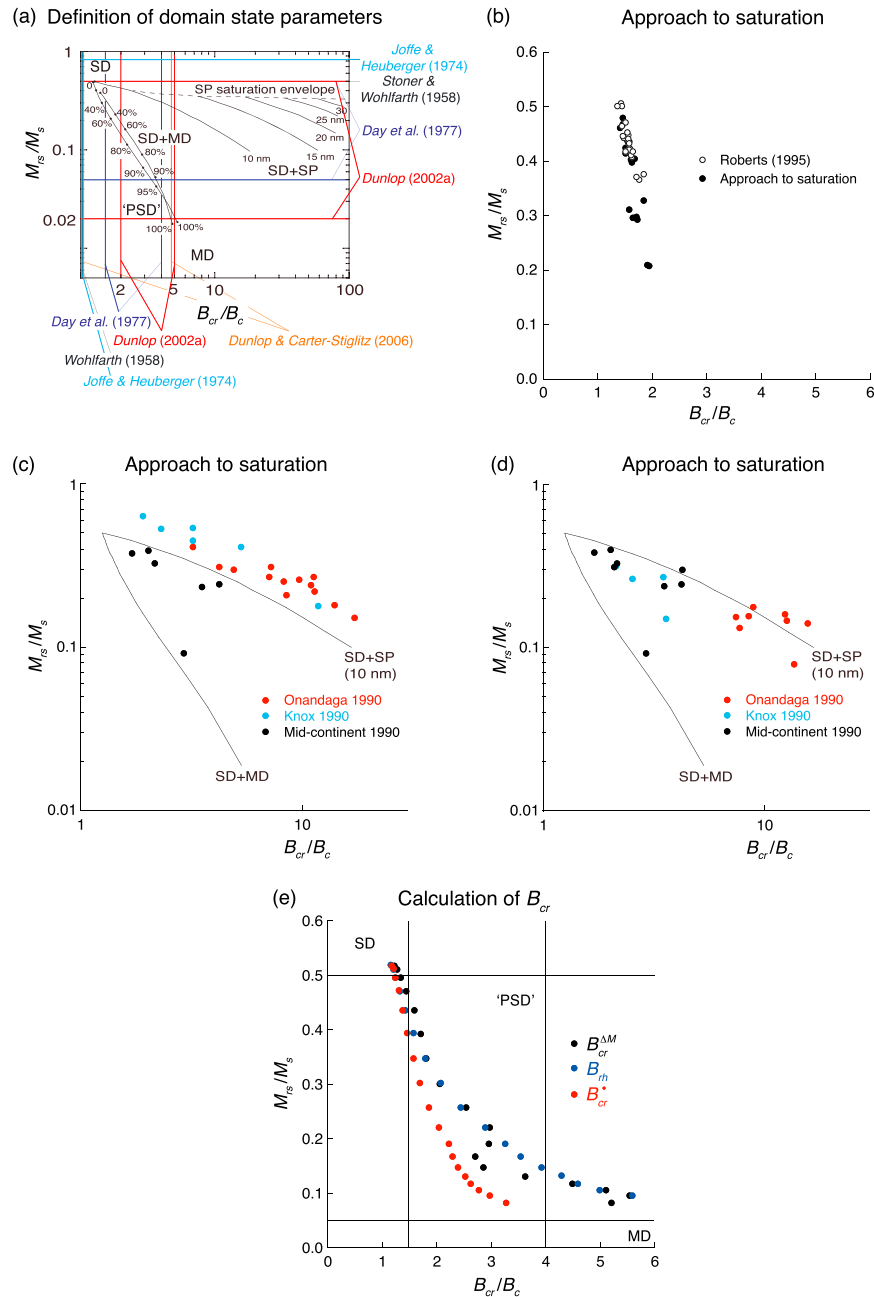 (a) Definition of domain state parameters
1
SD
0
0
SP saturation envelope
Joffe &
Heuberger (1974)
Stoner &
Wohlfarth
(1958)
40%
60%
40%
60%
SD+MD
30
25 nm
20 nm
15 nm
10 nm
Day et al.
(1977)
0.1
80%
80%
90%
90%
95%
SD+SP
Dunlop
(2002a)
'PSD'
0.02
100%
100%
MD
Mrs/Ms
2
5
10
100
Bcr/Bc
Day et al. (1977)
Dunlop (2002a)
Dunlop & Carter-Stiglitz (2006)
Wohlfarth (1958)
Joffe & Heuberger (1974)
(b) Approach to saturation
0.6
0.5
0.4
0.3
0.2
0.0
Mrs/Ms
Roberts (1995)
Approach to saturation
0 1 2 3 4 5 6
Bcr/Bc
(c) Approach to saturation
1
0.1
0.01
Mrs/Ms
SD+SP
(10 nm)
Onandaga 1990
Knox 1990
Mid-continent 1990
SD+MD
1 10
Bcr/Bc
(d) Approach to saturation
1
0.1
0.01
Mrs/Ms
SD+SP
(10 nm)
Onandaga 1990
Knox 1990
Mid-continent 1990
SD+MD
1 10
Bcr/Bc
(e) Calculation of Bcr
0.6
0.5
0.4
0.3
0.2
0.1
0.0
Mrs/Ms
SD
'PSD'
BcrΔM
Brh
Bcr*
MD
0 1 2 3 4 5 6
Bcr/Bc